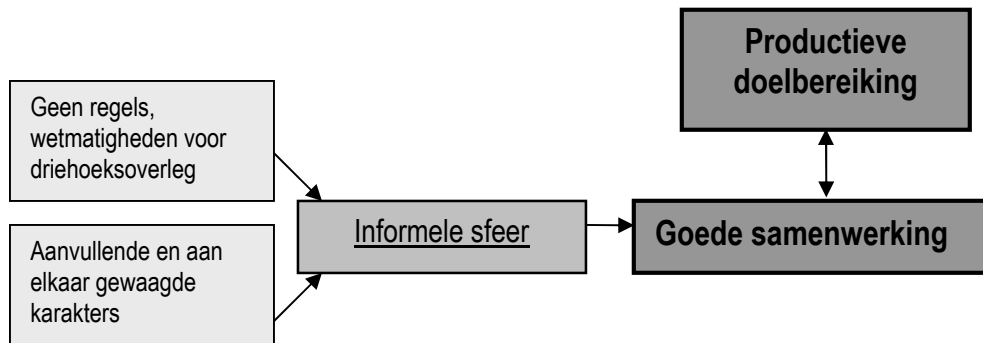 Productieve
doelbereiking
Geen regels,
wetmatigheden voor
driehoeksoverleg
Informele sfeer
Goede samenwerking
Aanvullende en aan
elkaar gewaagde
karakters